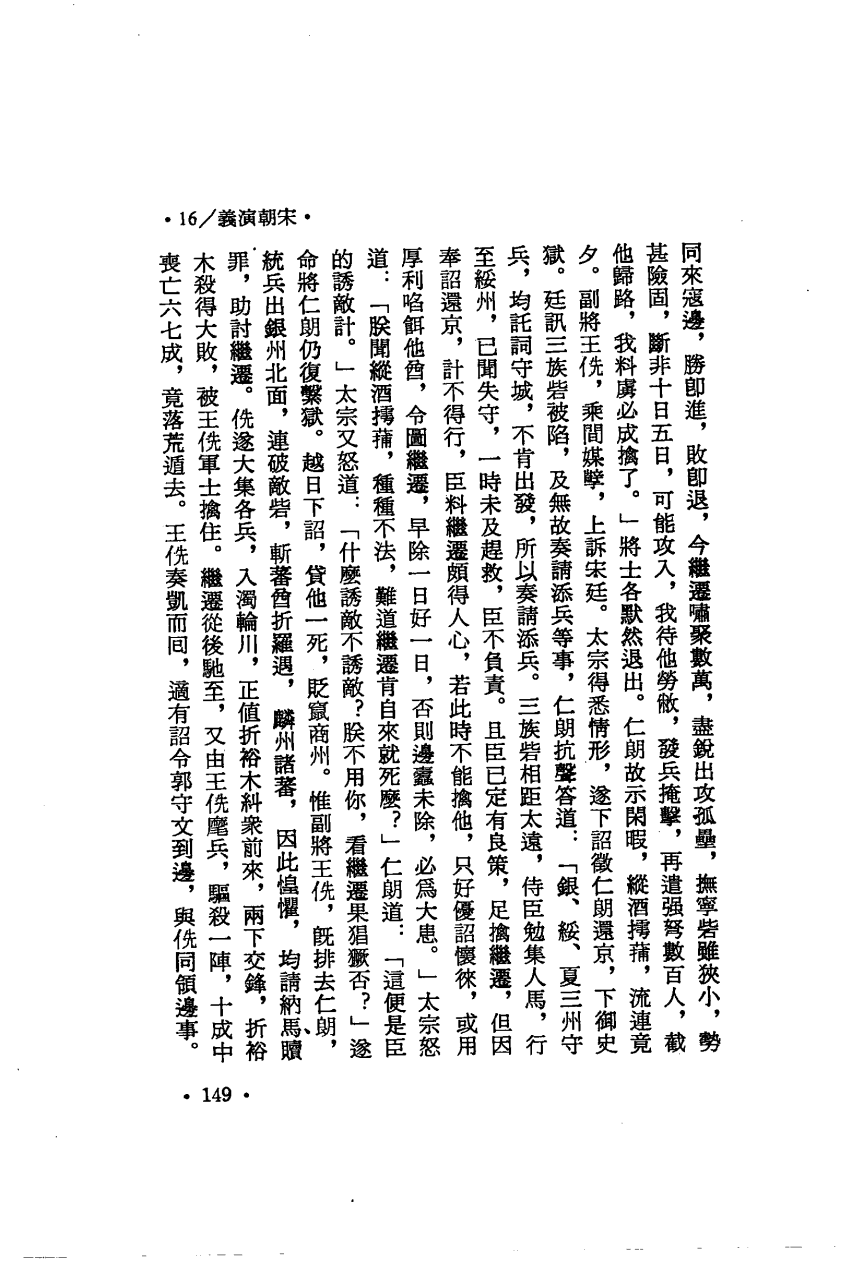 •宋朝演義/16•
同來寇邊，勝卽進，敗卽退，今繼遷嘯聚數萬，盡銳出攻孤壘，撫寧砦雖狹小，勢
甚險固，斷非十日五日，可能攻入，我待他勞敝，發兵掩擊，再遣强弩數百人，截
他歸路，我料虜必成擒了。」將士各默然退出。仁朗故示閑暇，縱酒摴蒱，流連竟
夕。副將王侁，乘間媒孽，上訴宋廷。太宗得悉情形，遂下詔徵仁朗還京，下御史
獄。廷訊三族砦被陷，及無故奏請添兵等事，仁朗抗聲答道：「銀、綏、夏三州守
兵，均託詞守城，不肯出發，所以奏請添兵。三族砦相距太遠，待臣勉集人馬，行
至綏州，已聞失守，一時未及趕救，臣不負責。且臣已定有良策，足擒繼遷，但因
奉詔還京，計不得行，臣料繼遷頗得人心，若此時不能擒他，只好優詔懷徠，或用
厚利啗餌他酋，令圖繼遷，早除一日好一日，否則邊蠹未除，必爲大患。」太宗怒
道：「朕聞縱酒摴蒱，種種不法，難道繼遷肯自來就死麼？」仁朗道：「這便是臣
的誘敵計。」太宗又怒道：「什麼誘敵不誘敵？朕不用你，看繼遷果猖獗否？」遂
命將仁朗仍復繫獄。越日下詔，貸他一死，貶竄商州。惟副將王侁，旣排去仁朗，
統兵出銀州北面，連破敵砦，斬蕃酋折羅遇，麟州諸蕃，因此惶懼，均請納馬贖
罪，助討繼遷。侁遂大集各兵，入濁輪川，正值折裕木糾衆前來，兩下交鋒，折裕
木殺得大敗，被王侁軍士擒住。繼遷從後馳至，又由王侁麾兵，驅殺一陣，十成中
喪亡六七成，竟落荒遁去。王侁奏凱而囘，適有詔令郭守文到邊，與侁同領邊事。
•149•